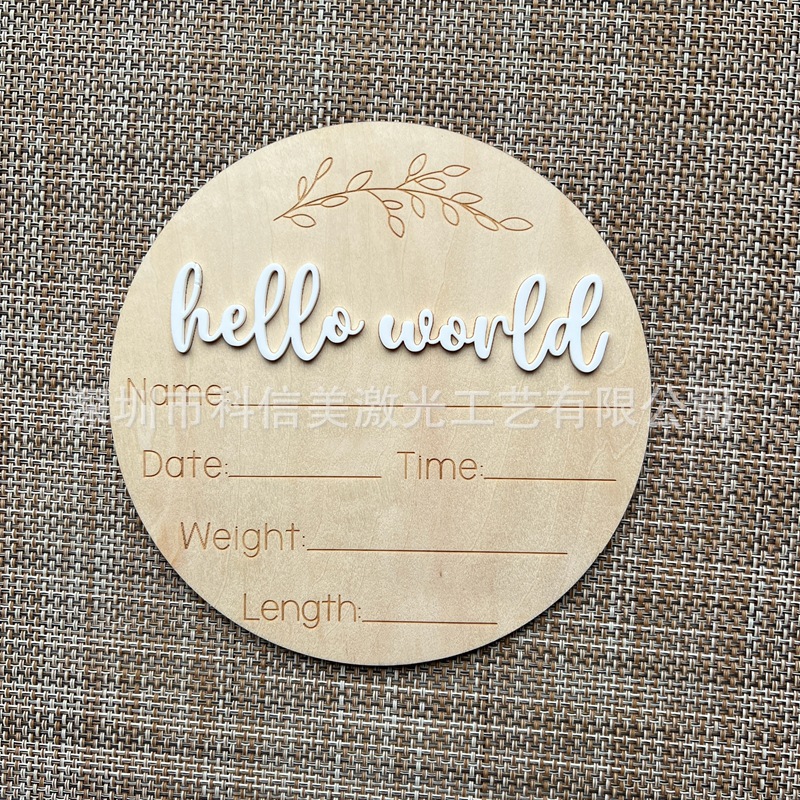 hello world
Name:
深圳市科信美激光工艺有限公司
Date: Time:
Weight:
Length: